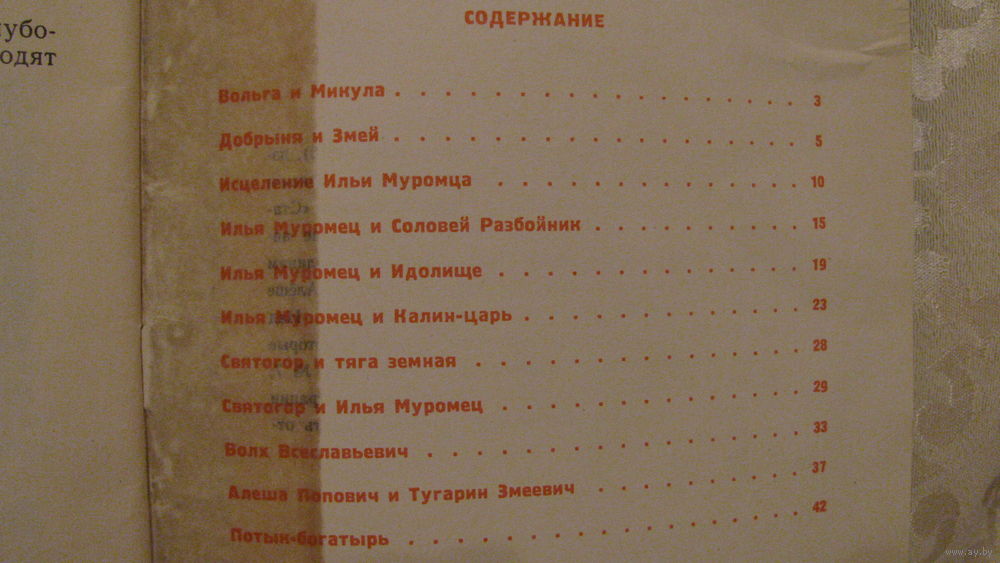 убо-
одят
СОДЕРЖАНИЕ
Вольга и Микула . . . . . . . . . . . . . . . . . . 3
Добрыня и Змей . . . . . . . . . . . . . . . . . . 5
Исцеление Ильи Муромца . . . . . . . . . . . . . . 10
Илья Муромец и Соловей Разбойник . . . . . . . . . 15
Илья Муромец и Идолище . . . . . . . . . . . . . . 19
Илья Муромец и Калин-царь . . . . . . . . . . . . . 23
Святогор и тяга земная . . . . . . . . . . . . . . . 28
Святогор и Илья Муромец . . . . . . . . . . . . . . 29
Волх Всеславьевич . . . . . . . . . . . . . . . . . 33
Алеша Попович и Тугарин Змеевич . . . . . . . . . 37
Потык-богатырь . . . . . . . . . . . . . . . . . . 42
www.ay.by